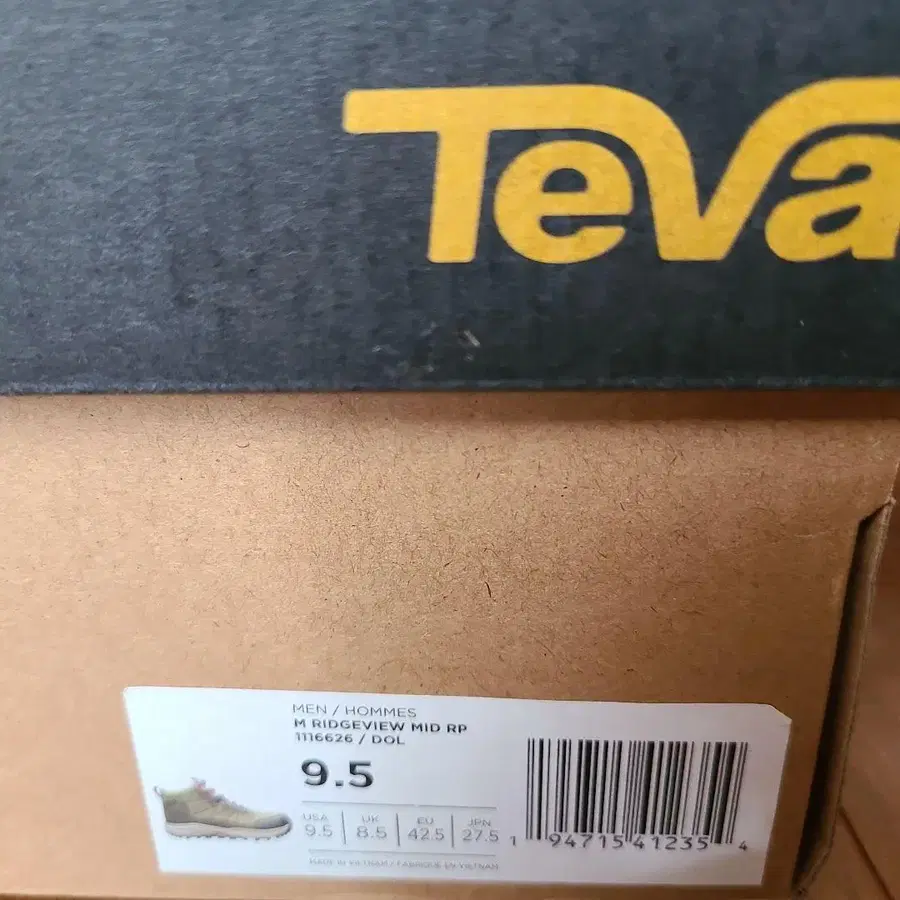 Teva
MEN / HOMMES
M RIDGEVIEW MID RP
1116626 / DOL
9.5
USA UK EU JPN
9.5 8.5 42.5 27.5
MADE IN VIETNAM / FABRIQUÉ EN VIETNAM
1 94715 41235 4